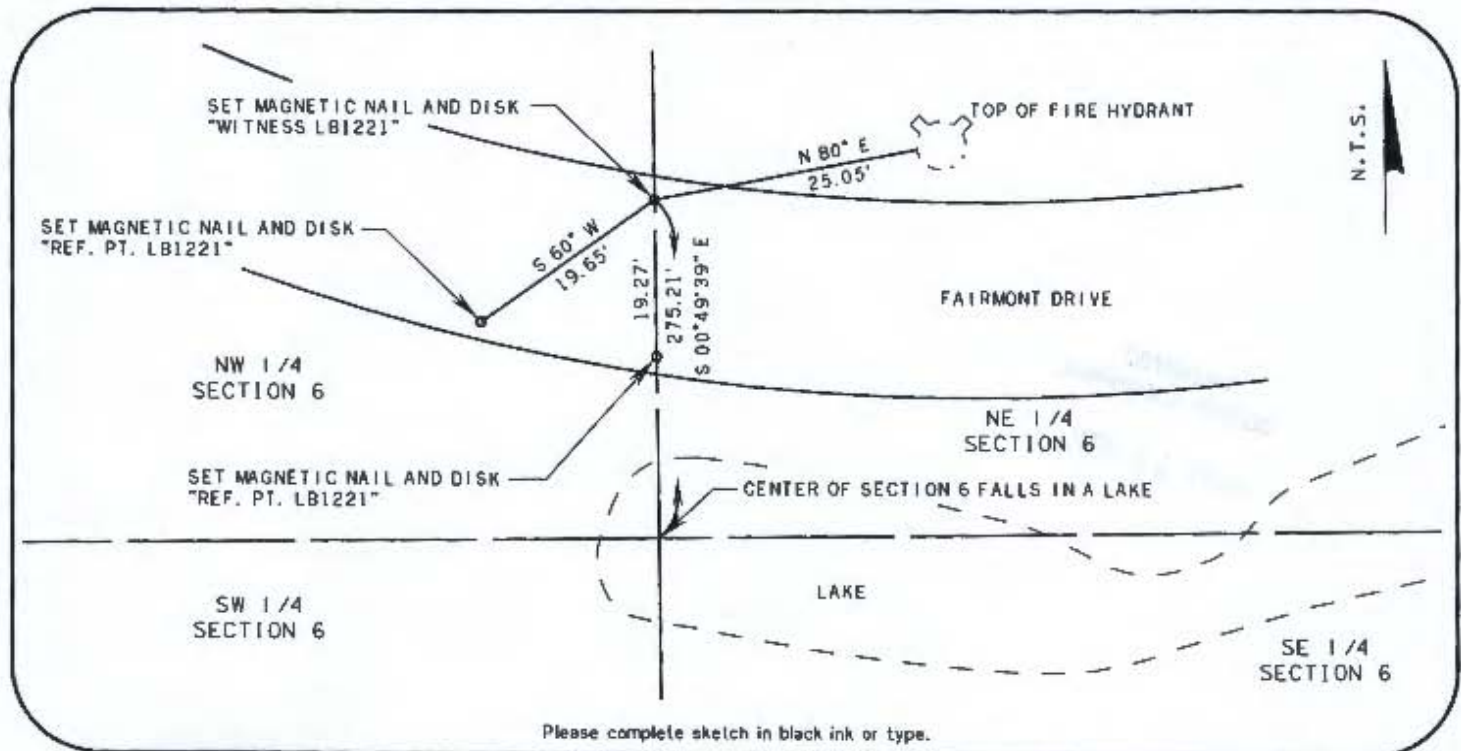 SET MAGNETIC NAIL AND DISK
"WITNESS LB1221"
TOP OF FIRE HYDRANT
N 80° E
25.05'
N.T.S.
SET MAGNETIC NAIL AND DISK
"REF. PT. LB1221"
S 60° W
19.65'
19.27'
275.21'
S 00°49'39" E
FAIRMONT DRIVE
NW 1/4
SECTION 6
NE 1/4
SECTION 6
SET MAGNETIC NAIL AND DISK
"REF. PT. LB1221"
CENTER OF SECTION 6 FALLS IN A LAKE
LAKE
SW 1/4
SECTION 6
SE 1/4
SECTION 6
Please complete sketch in black ink or type.